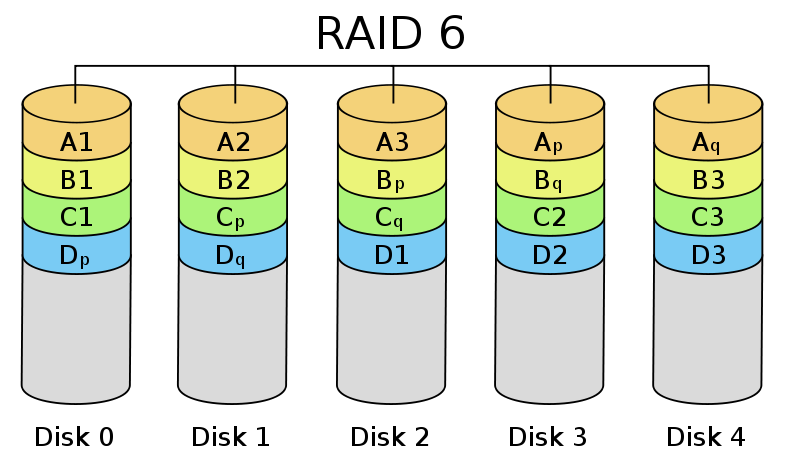 RAID 6
A1 A2 A3 Ap Aq
B1 B2 Bp Bq B3
C1 Cp Cq C2 C3
Dp Dq D1 D2 D3
Disk 0 Disk 1 Disk 2 Disk 3 Disk 4